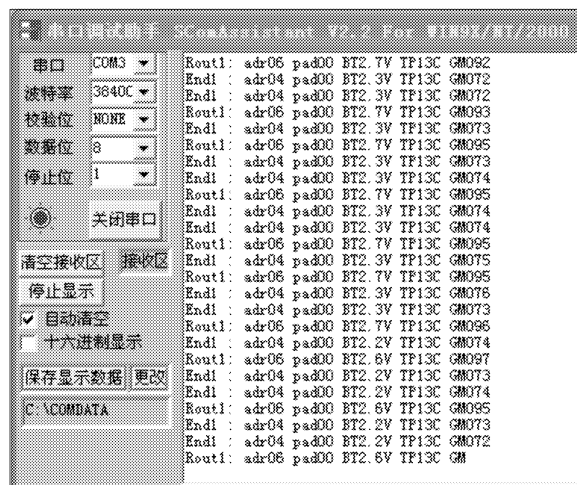 串口调试助手 SComAssistant V2.2 For WIN9X/NT/2000
串口 COM3
波特率 38400
校验位 NONE
数据位 8
停止位 1
关闭串口
清空接收区 接收区
停止显示
自动清空
十六进制显示
保存显示数据 更改
C:\COMDATA
Rout1: adr06 pad00 BT2.7V TP13C GM092
End1 : adr04 pad00 BT2.3V TP13C GM072
End1 : adr04 pad00 BT2.3V TP13C GM072
Rout1: adr06 pad00 BT2.7V TP13C GM093
End1 : adr04 pad00 BT2.3V TP13C GM073
Rout1: adr06 pad00 BT2.7V TP13C GM095
End1 : adr04 pad00 BT2.3V TP13C GM073
End1 : adr04 pad00 BT2.3V TP13C GM074
Rout1: adr06 pad00 BT2.7V TP13C GM095
End1 : adr04 pad00 BT2.3V TP13C GM074
End1 : adr04 pad00 BT2.3V TP13C GM074
Rout1: adr06 pad00 BT2.7V TP13C GM095
End1 : adr04 pad00 BT2.3V TP13C GM075
Rout1: adr06 pad00 BT2.7V TP13C GM095
End1 : adr04 pad00 BT2.3V TP13C GM076
End1 : adr04 pad00 BT2.3V TP13C GM073
Rout1: adr06 pad00 BT2.7V TP13C GM096
End1 : adr04 pad00 BT2.2V TP13C GM074
Rout1: adr06 pad00 BT2.6V TP13C GM097
End1 : adr04 pad00 BT2.2V TP13C GM073
End1 : adr04 pad00 BT2.2V TP13C GM074
Rout1: adr06 pad00 BT2.6V TP13C GM095
End1 : adr04 pad00 BT2.2V TP13C GM073
End1 : adr04 pad00 BT2.2V TP13C GM072
Rout1: adr06 pad00 BT2.6V TP13C GM